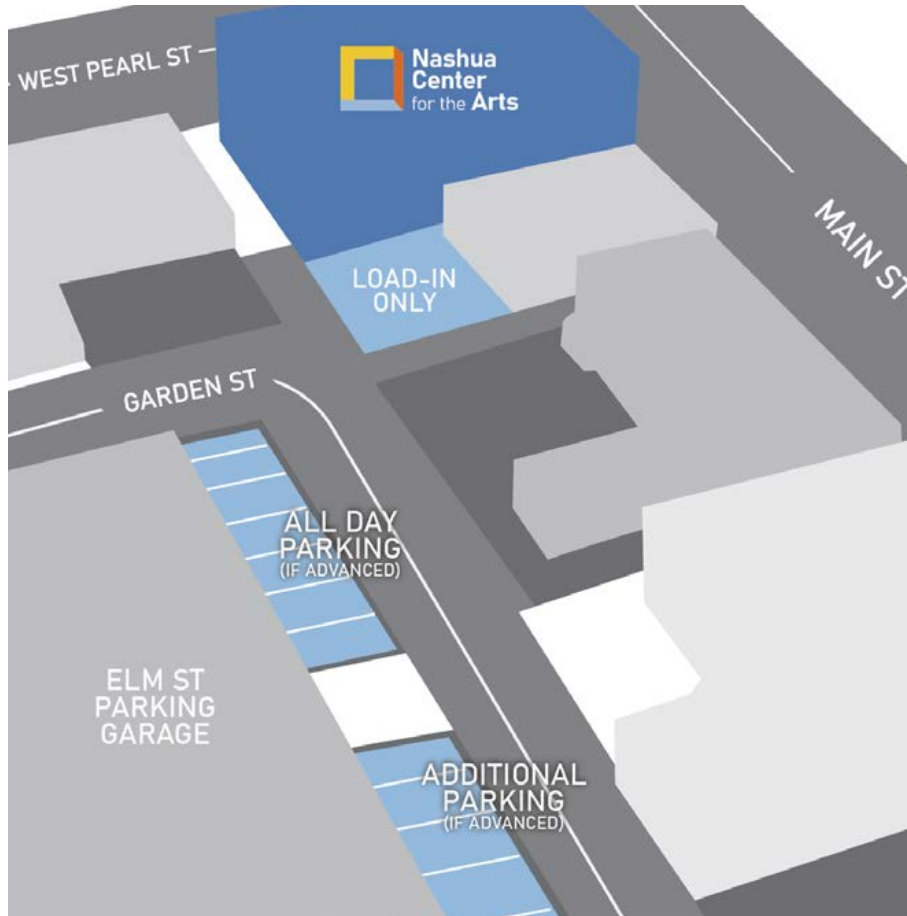 WEST PEARL ST
Nashua
Center
for the Arts
MAIN ST
LOAD-IN
ONLY
GARDEN ST
ALL DAY
PARKING
(IF ADVANCED)
ELM ST
PARKING
GARAGE
ADDITIONAL
PARKING
(IF ADVANCED)